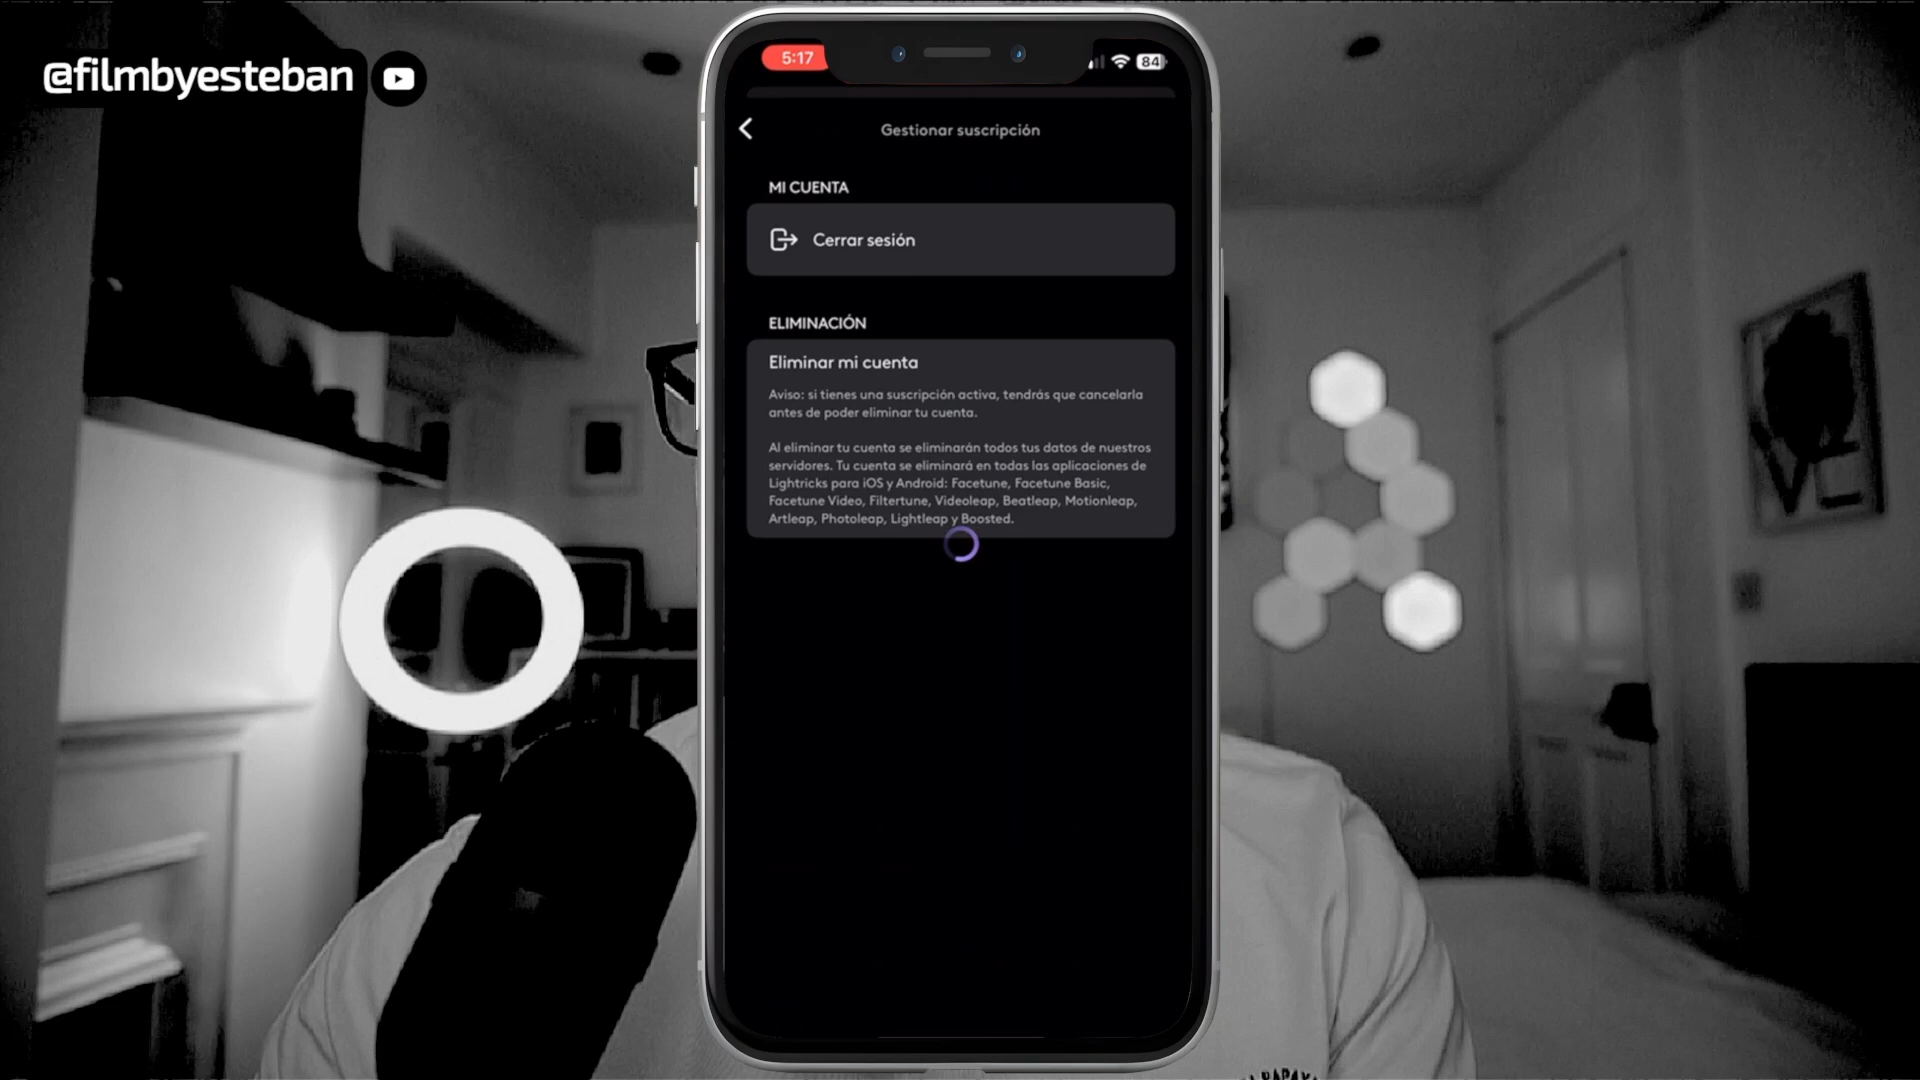 @filmbyesteban
5:17
84
Gestionar suscripción
MI CUENTA
Cerrar sesión
ELIMINACIÓN
Eliminar mi cuenta
Aviso: si tienes una suscripción activa, tendrás que cancelarla
antes de poder eliminar tu cuenta.
Al eliminar tu cuenta se eliminarán todos tus datos de nuestros
servidores. Tu cuenta se eliminará en todas las aplicaciones de
Lightricks para iOS y Android: Facetune, Facetune Basic,
Facetune Video, Filtertune, Videoleap, Beatleap, Motionleap,
Artleap, Photoleap, Lightleap y Boosted.